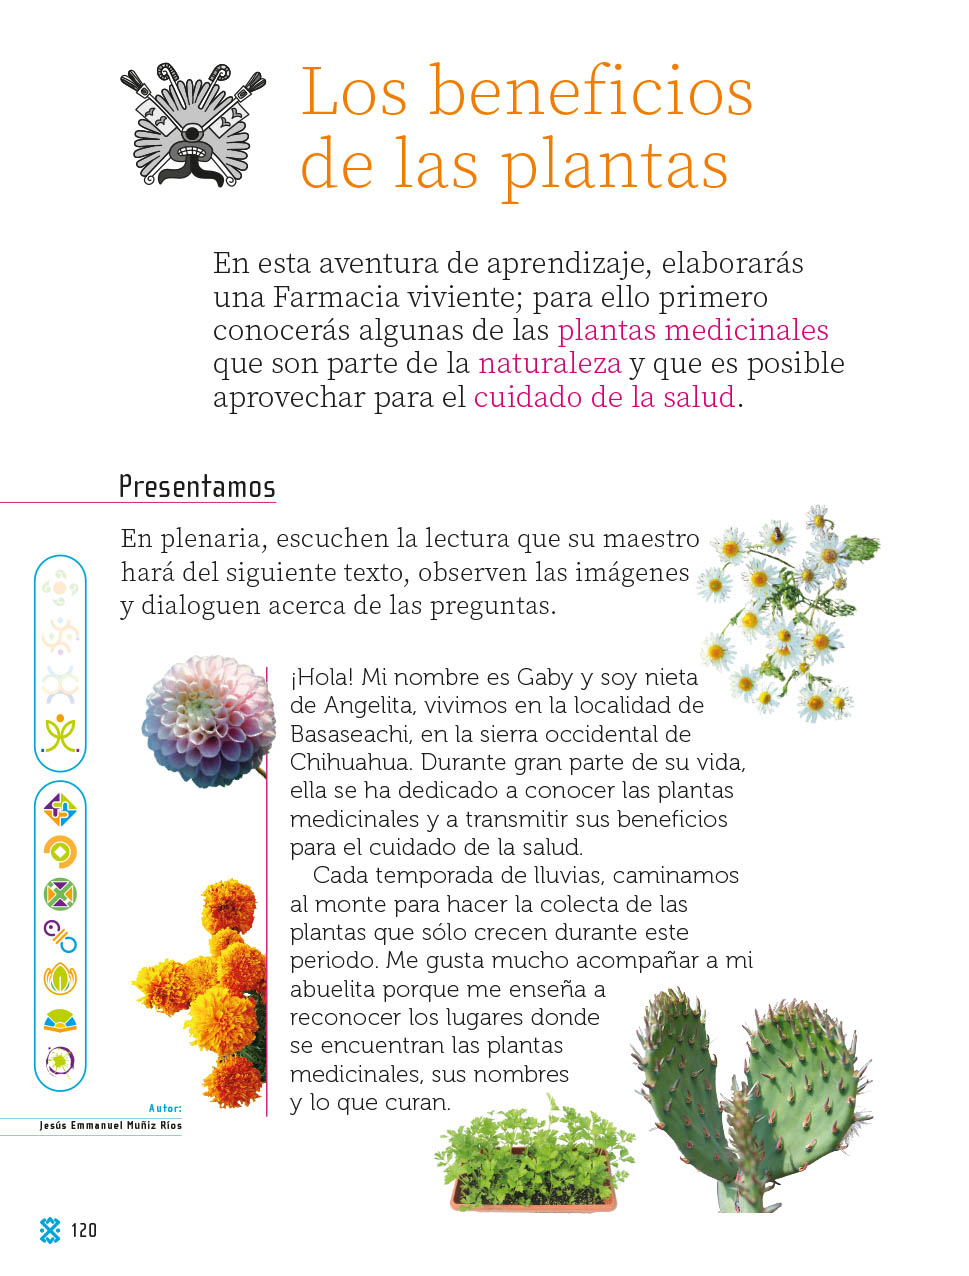 Los beneficios
de las plantas
En esta aventura de aprendizaje, elaborarás
una Farmacia viviente; para ello primero
conocerás algunas de las plantas medicinales
que son parte de la naturaleza y que es posible
aprovechar para el cuidado de la salud.
Presentamos
En plenaria, escuchen la lectura que su maestro
hará del siguiente texto, observen las imágenes
y dialoguen acerca de las preguntas.
¡Hola! Mi nombre es Gaby y soy nieta
de Angelita, vivimos en la localidad de
Basaseachi, en la sierra occidental de
Chihuahua. Durante gran parte de su vida,
ella se ha dedicado a conocer las plantas
medicinales y a transmitir sus beneficios
para el cuidado de la salud.
Cada temporada de lluvias, caminamos
al monte para hacer la colecta de las
plantas que sólo crecen durante este
periodo. Me gusta mucho acompañar a mi
abuelita porque me enseña a
reconocer los lugares donde
se encuentran las plantas
medicinales, sus nombres
y lo que curan.
Autor:
Jesús Emmanuel Muñiz Ríos
120